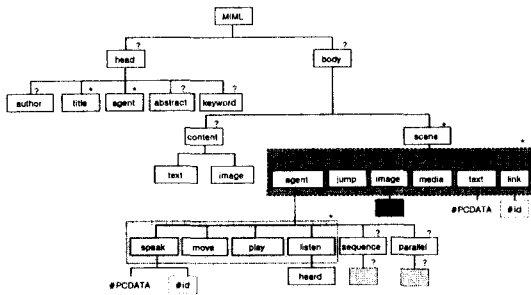 MIML
? ?
head body
? * * ? ?
author title agent abstract keyword
? *
content scene
*
text image agent jump image media text link
#PCDATA #id
* ? ?
speak move play listen sequence parallel
? ?
#PCDATA #id heard